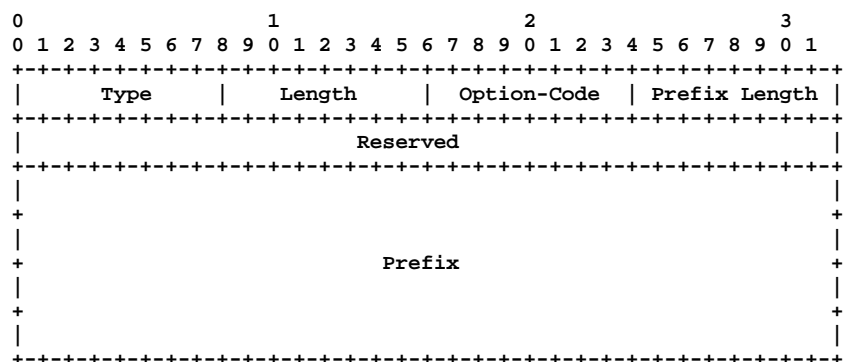 0                   1                   2                   3
0 1 2 3 4 5 6 7 8 9 0 1 2 3 4 5 6 7 8 9 0 1 2 3 4 5 6 7 8 9 0 1
+-+-+-+-+-+-+-+-+-+-+-+-+-+-+-+-+-+-+-+-+-+-+-+-+-+-+-+-+-+-+-+-+
|      Type     |    Length     |  Option-Code  | Prefix Length |
+-+-+-+-+-+-+-+-+-+-+-+-+-+-+-+-+-+-+-+-+-+-+-+-+-+-+-+-+-+-+-+-+
|                          Reserved                             |
+-+-+-+-+-+-+-+-+-+-+-+-+-+-+-+-+-+-+-+-+-+-+-+-+-+-+-+-+-+-+-+-+
|                                                               |
+                                                               +
|                                                               |
+                            Prefix                             +
|                                                               |
+                                                               +
|                                                               |
+-+-+-+-+-+-+-+-+-+-+-+-+-+-+-+-+-+-+-+-+-+-+-+-+-+-+-+-+-+-+-+-+